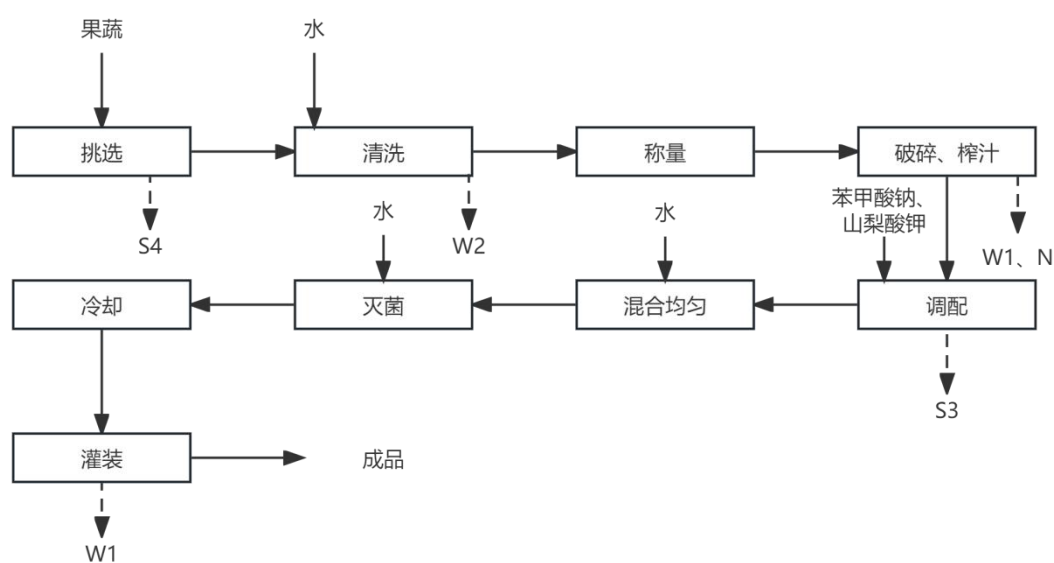 果蔬
水
挑选
清洗
称量
破碎、榨汁
S4
水
W2
水
苯甲酸钠、
山梨酸钾
W1、N
冷却
灭菌
混合均匀
调配
S3
灌装
成品
W1